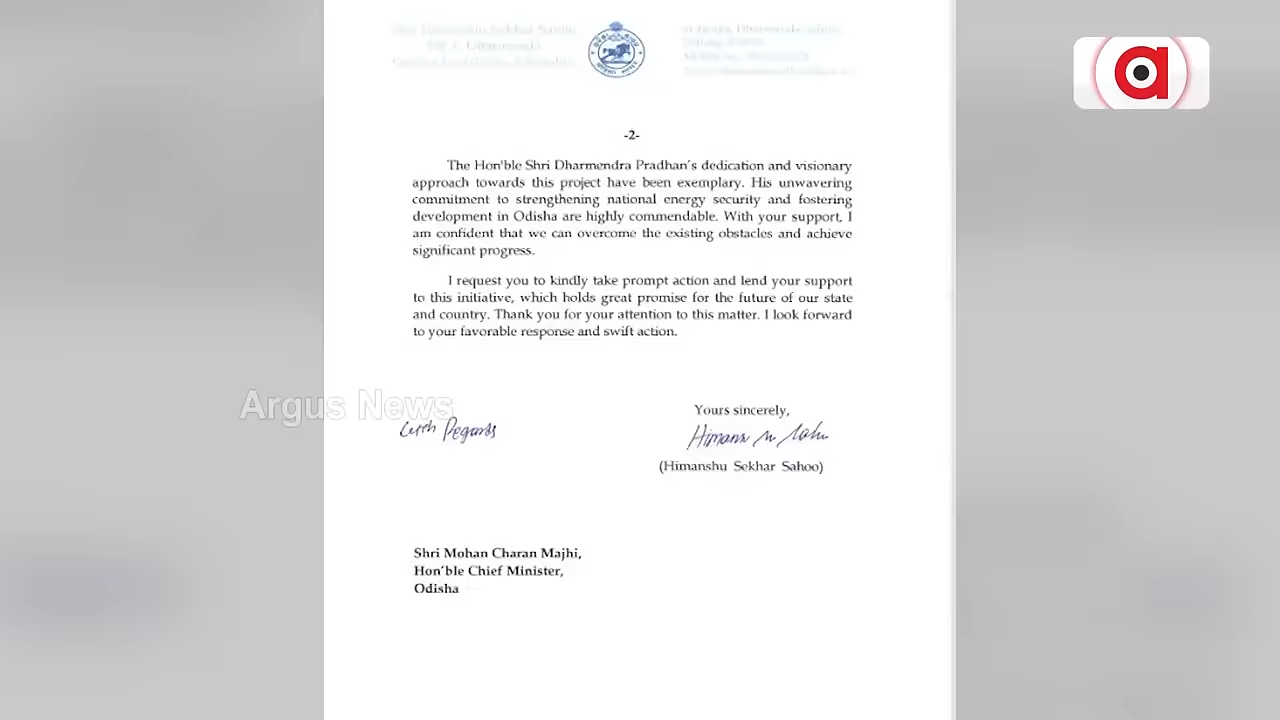 -2-
The Hon'ble Shri Dharmendra Pradhan's dedication and visionary
approach towards this project have been exemplary. His unwavering
commitment to strengthening national energy security and fostering
development in Odisha are highly commendable. With your support, I
am confident that we can overcome the existing obstacles and achieve
significant progress.
I request you to kindly take prompt action and lend your support
to this initiative, which holds great promise for the future of our state
and country. Thank you for your attention to this matter. I look forward
to your favorable response and swift action.
Argus News
With Regards
Yours sincerely,
(Himanshu Sekhar Sahoo)
Shri Mohan Charan Majhi,
Hon'ble Chief Minister,
Odisha